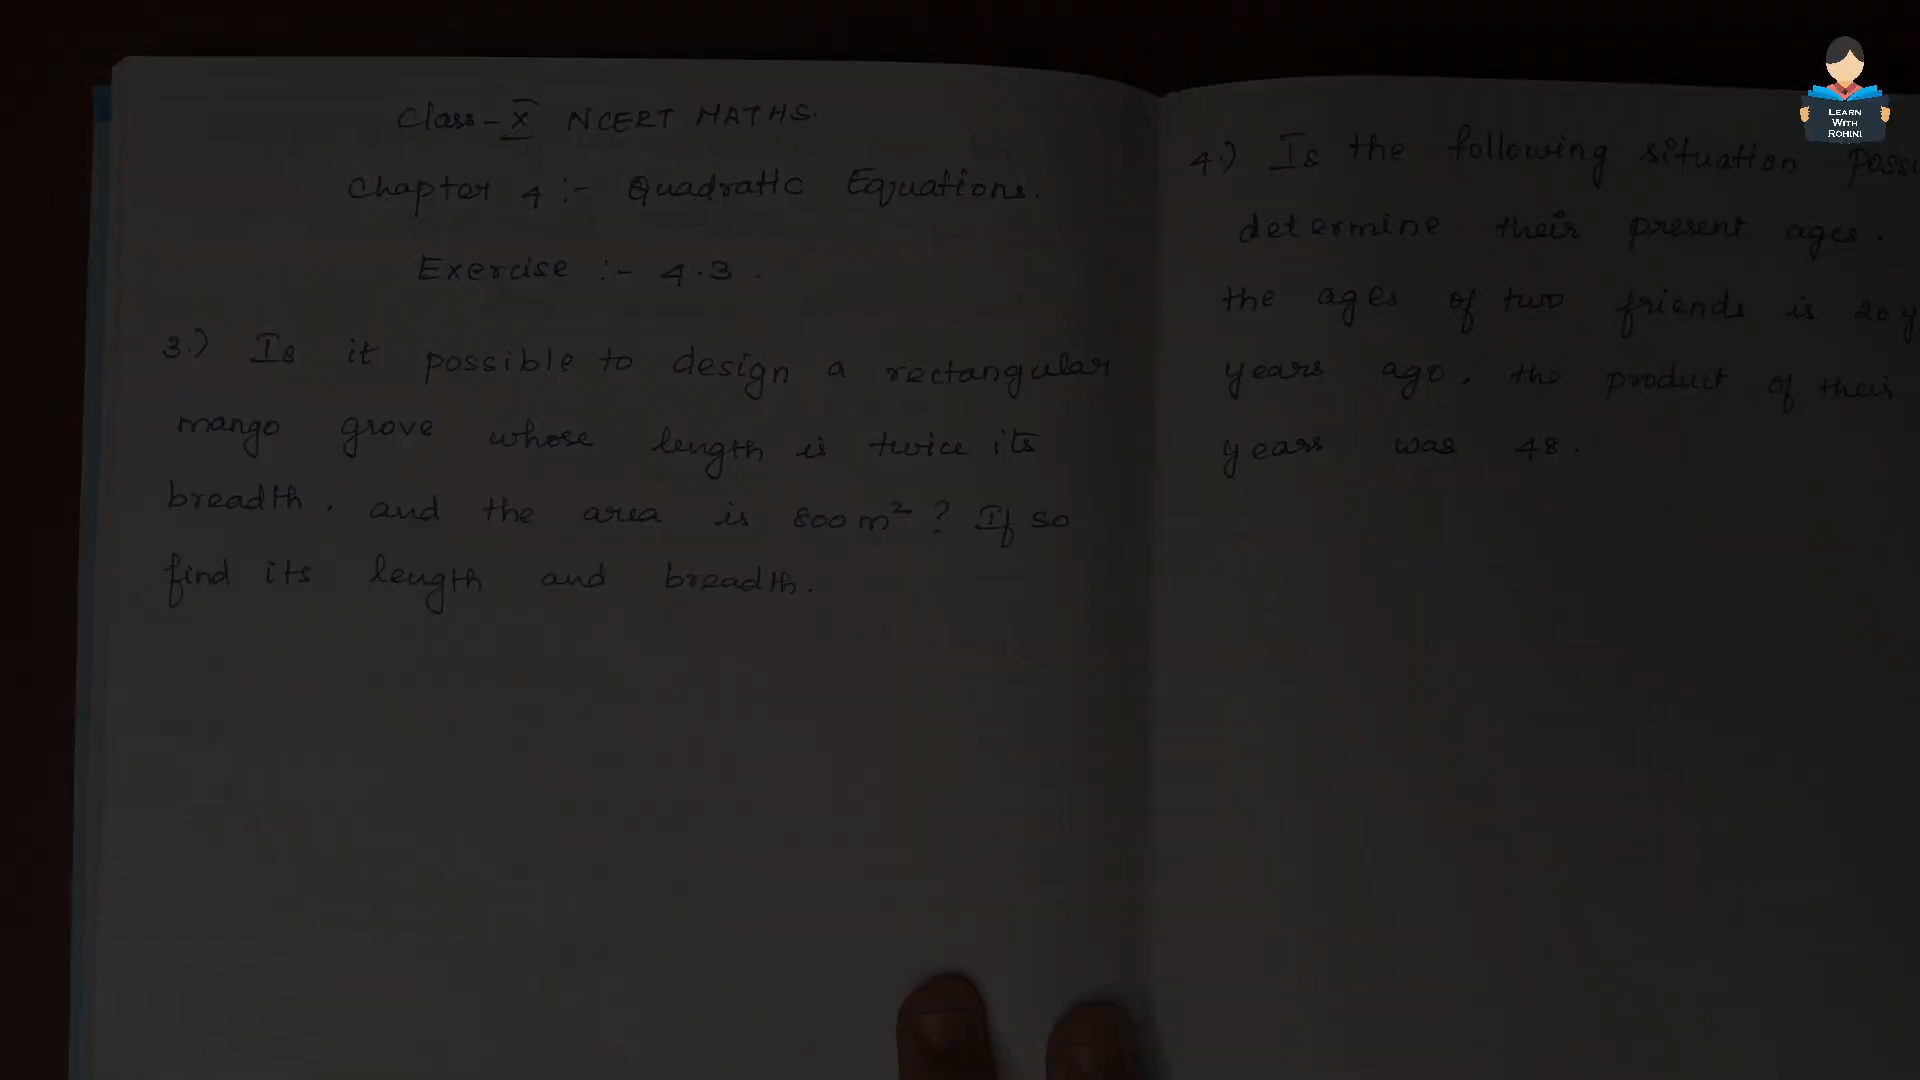 Class - X NCERT MATHS.
Chapter 4 :- Quadratic Equations.
Exercise :- 4.3 .
3.) Is it possible to design a rectangular
mango grove whose length is twice its
breadth, and the area is 800 m² ? If so
find its length and breadth.
4.) Is the following situation
determine their present ages.
the ages of two friends is 20
years ago, the product of their
years was 48.
LEARN
WITH
ROHINI